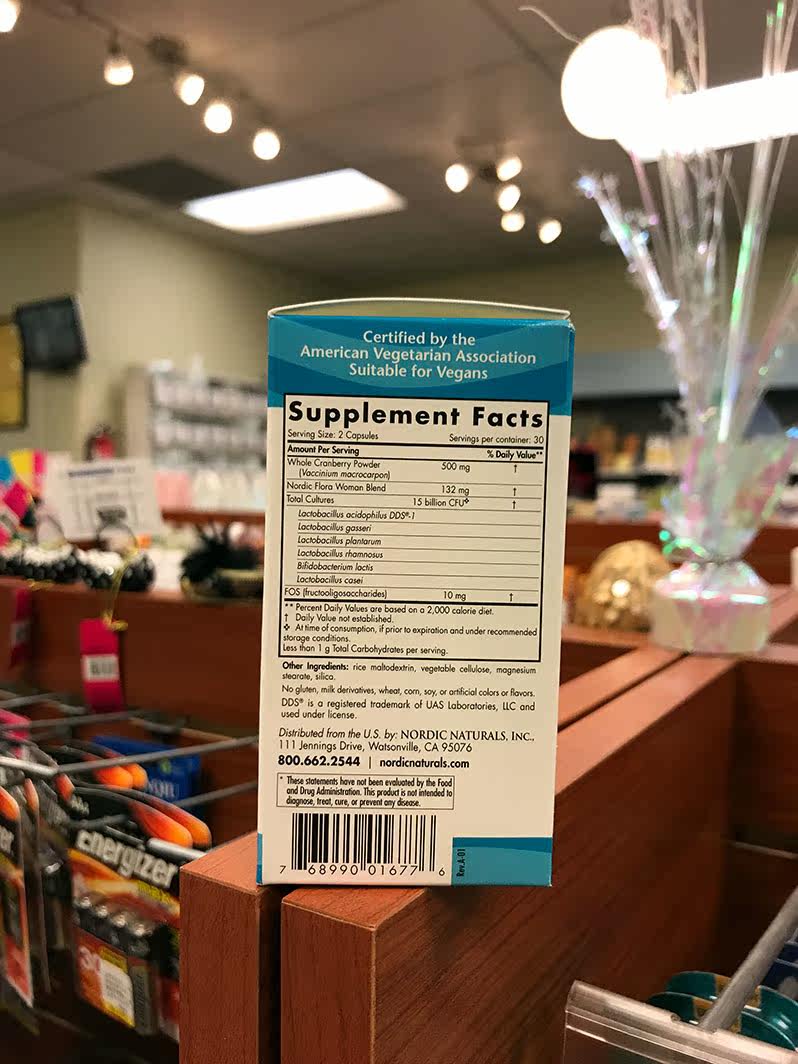 Certified by the
American Vegetarian Association
Suitable for Vegans
Supplement Facts
Serving Size: 2 Capsules Servings per container: 30
Amount Per Serving % Daily Value**
Whole Cranberry Powder 500 mg †
(Vaccinium macrocarpon)
Nordic Flora Woman Blend 132 mg †
Total Cultures 15 billion CFU❖ †
Lactobacillus acidophilus DDS®-1
Lactobacillus gasseri
Lactobacillus plantarum
Lactobacillus rhamnosus
Bifidobacterium lactis
Lactobacillus casei
FOS (fructooligosaccharides) 10 mg †
** Percent Daily Values are based on a 2,000 calorie diet.
† Daily Value not established.
❖ At time of consumption, if prior to expiration and under recommended
storage conditions.
Less than 1 g Total Carbohydrates per serving.
Other Ingredients: rice maltodextrin, vegetable cellulose, magnesium
stearate, silica.
No gluten, milk derivatives, wheat, corn, soy, or artificial colors or flavors.
DDS® is a registered trademark of UAS Laboratories, LLC and
used under license.
Distributed from the U.S. by: NORDIC NATURALS, INC.,
111 Jennings Drive, Watsonville, CA 95076
800.662.2544 | nordicnaturals.com
* These statements have not been evaluated by the Food
and Drug Administration. This product is not intended to
diagnose, treat, cure, or prevent any disease.
7 68990 01677 6
Rev.A-01
energizer